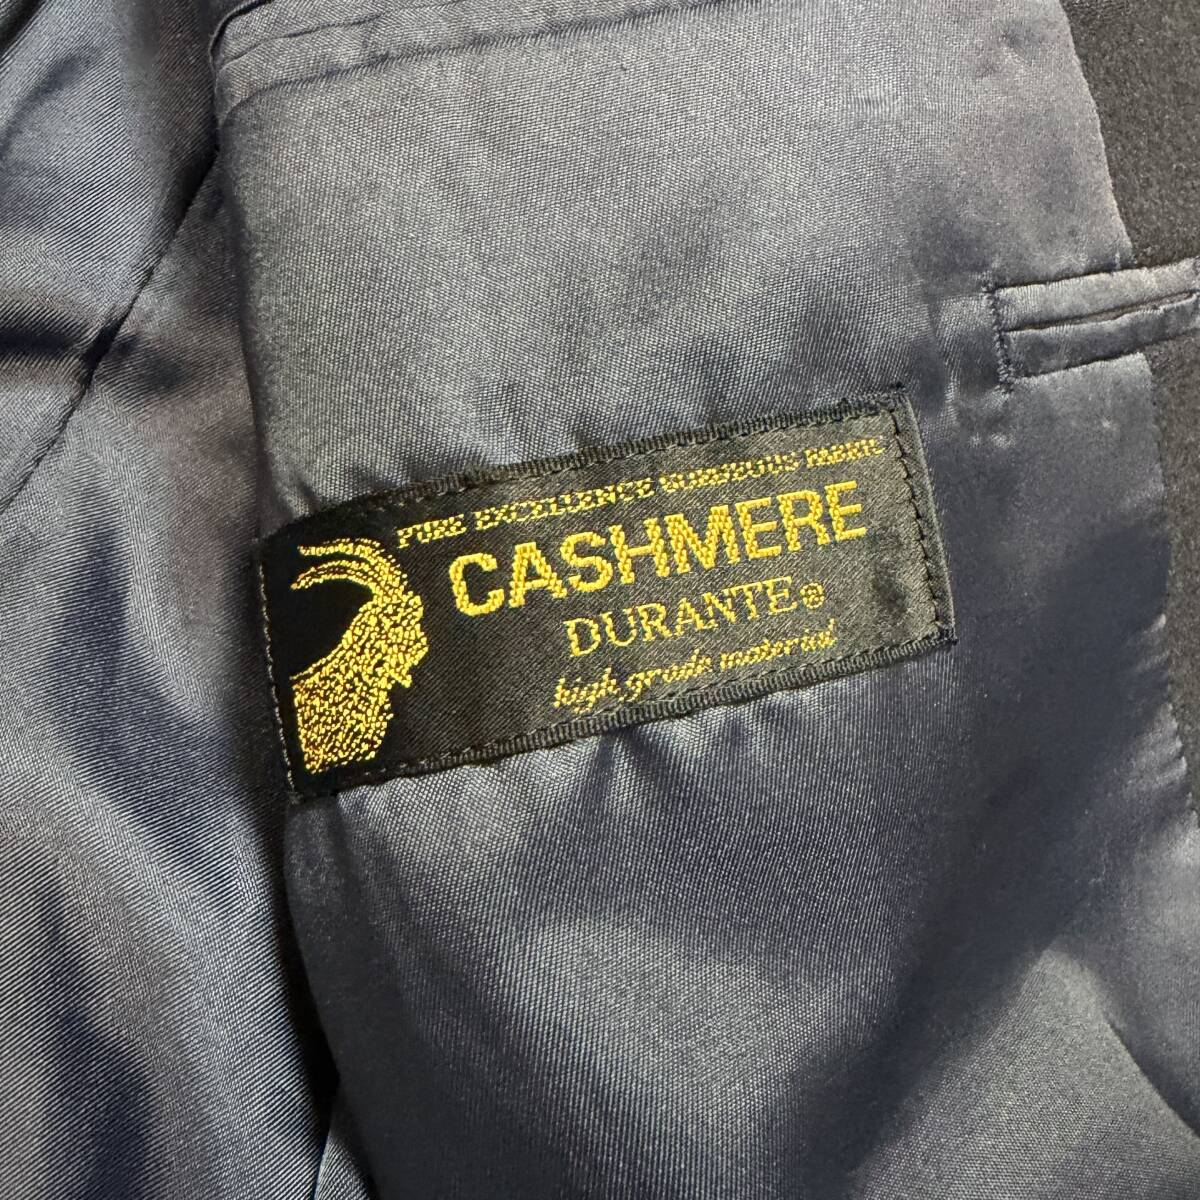 PURE EXCELLENCE GORGEOUS FABRIC
CASHMERE
DURANTE®
high grade material